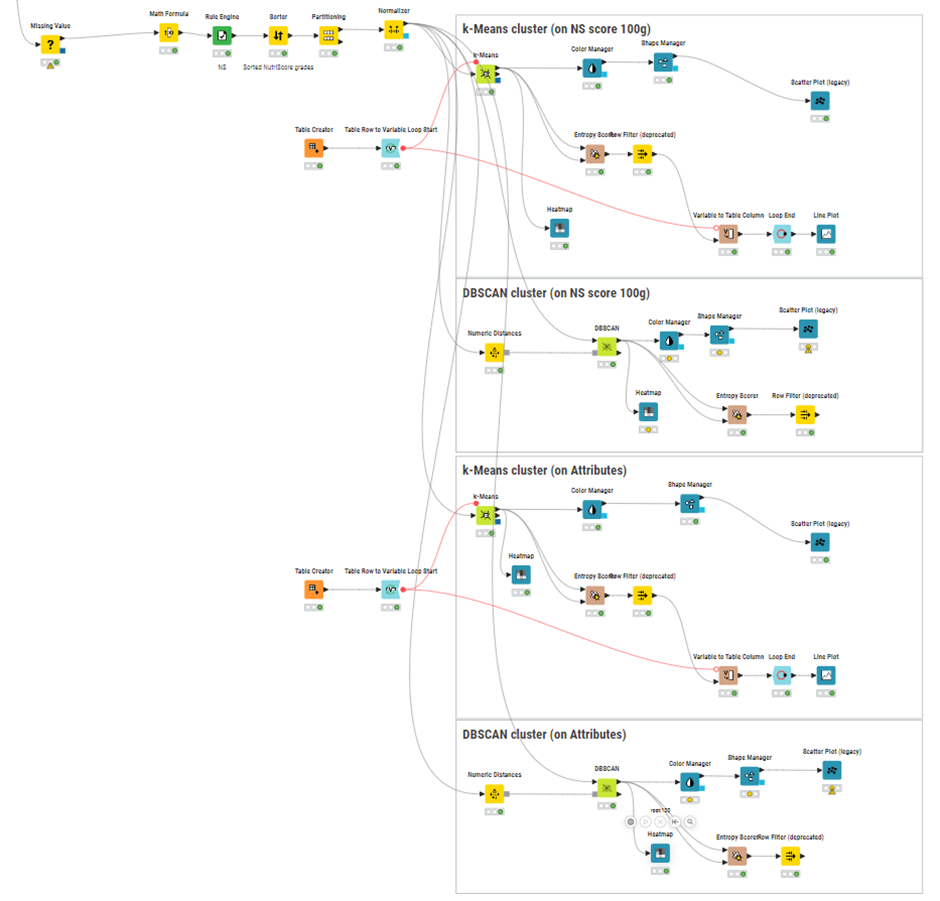 Missing Value
Math Formula
Rule Engine
Sorter
Partitioning
Normalizer
NS
Sorted NutriScore grades
k-Means cluster (on NS score 100g)
k-Means
Color Manager
Shape Manager
Scatter Plot (legacy)
Table Creator
Table Row to Variable Loop Start
Entropy Scorer
Row Filter (deprecated)
Heatmap
Variable to Table Column
Loop End
Line Plot
DBSCAN cluster (on NS score 100g)
Numeric Distances
DBSCAN
Color Manager
Shape Manager
Scatter Plot (legacy)
Heatmap
Entropy Scorer
Row Filter (deprecated)
k-Means cluster (on Attributes)
k-Means
Color Manager
Shape Manager
Scatter Plot (legacy)
Heatmap
Table Creator
Table Row to Variable Loop Start
Entropy Scorer
Row Filter (deprecated)
Variable to Table Column
Loop End
Line Plot
DBSCAN cluster (on Attributes)
Numeric Distances
DBSCAN
Color Manager
Shape Manager
Scatter Plot (legacy)
Heatmap
Entropy Scorer
Row Filter (deprecated)